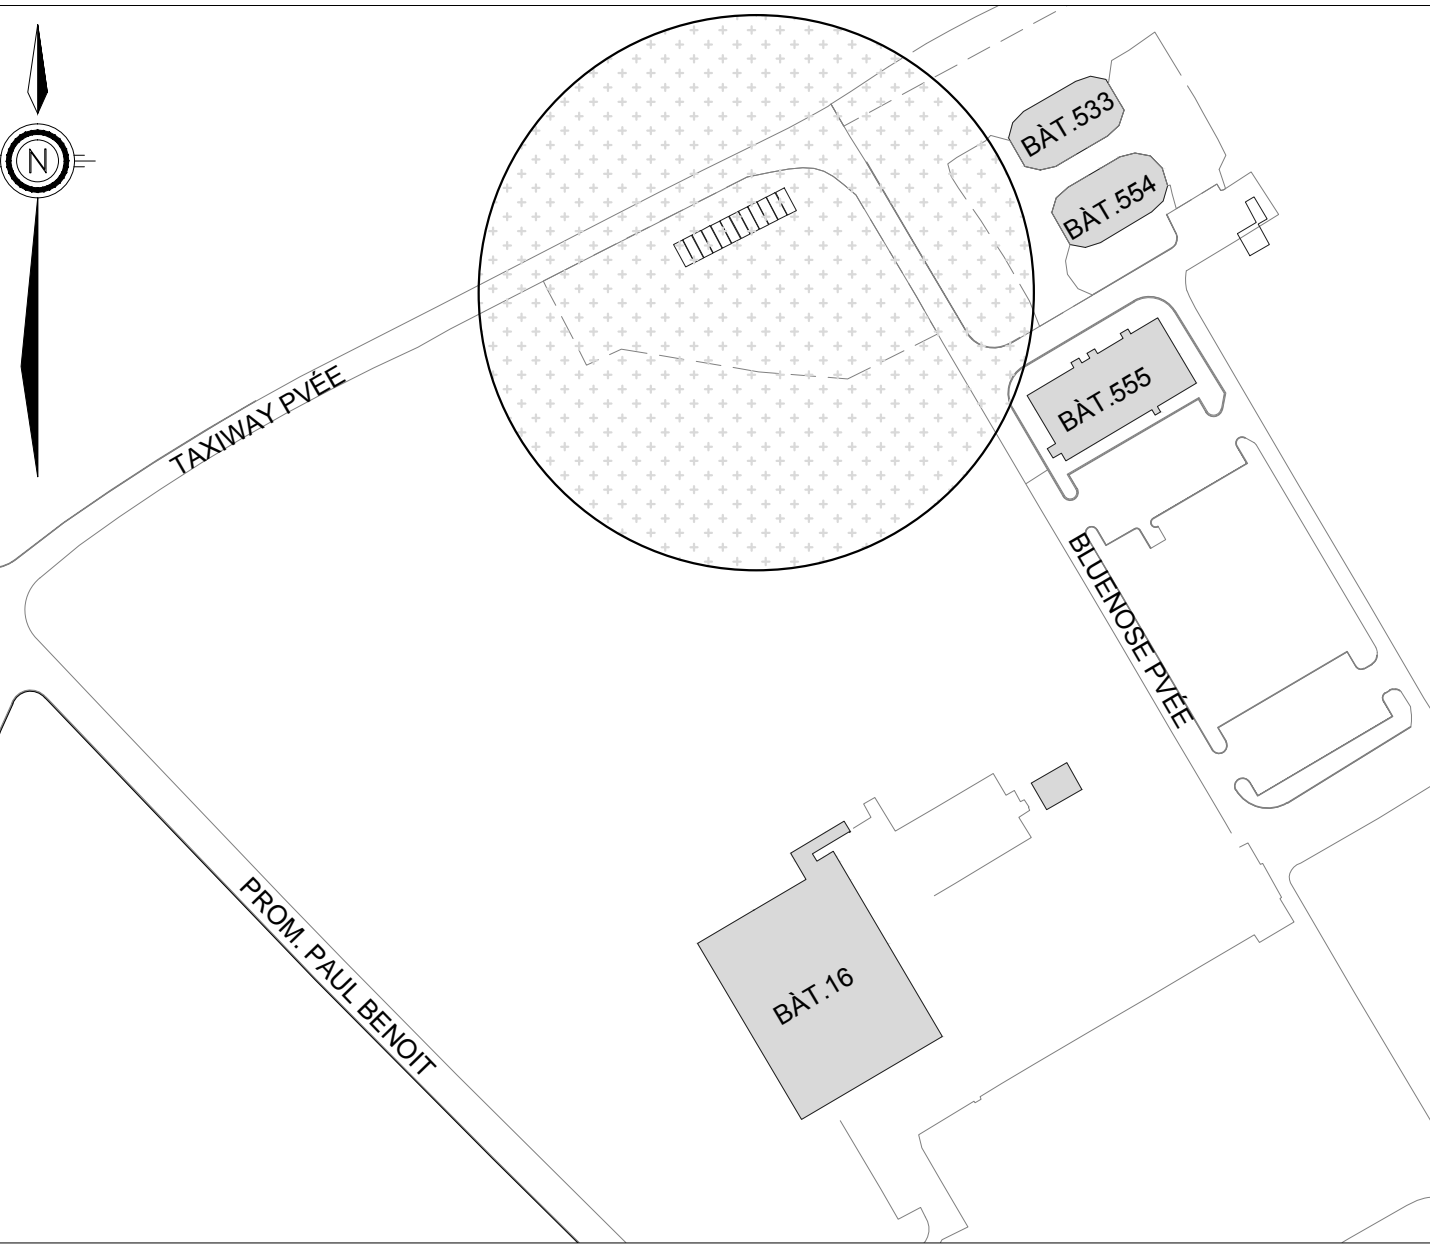 N
BÀT.533
BÀT.554
BÀT.555
TAXIWAY PVÉE
BLUENOSE PVÉE
PROM. PAUL BENOIT
BÀT.16